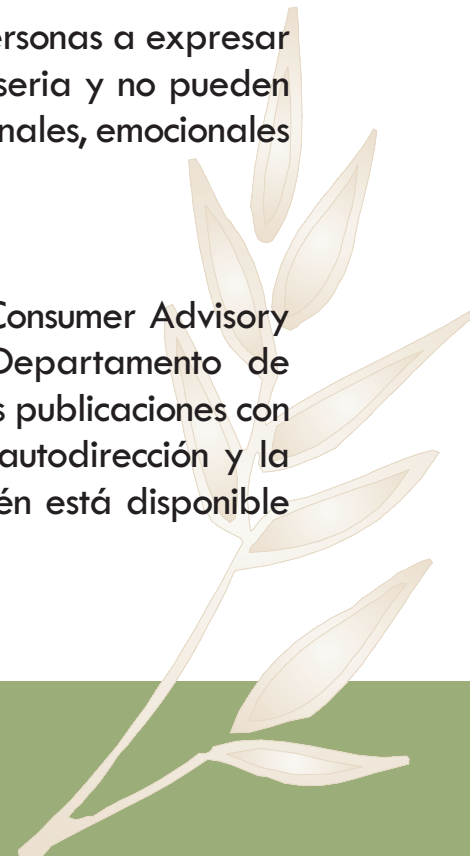 ersonas a expresar
seria y no pueden
nales, emocionales
Consumer Advisory
Departamento de
s publicaciones con
autodirección y la
én está disponible